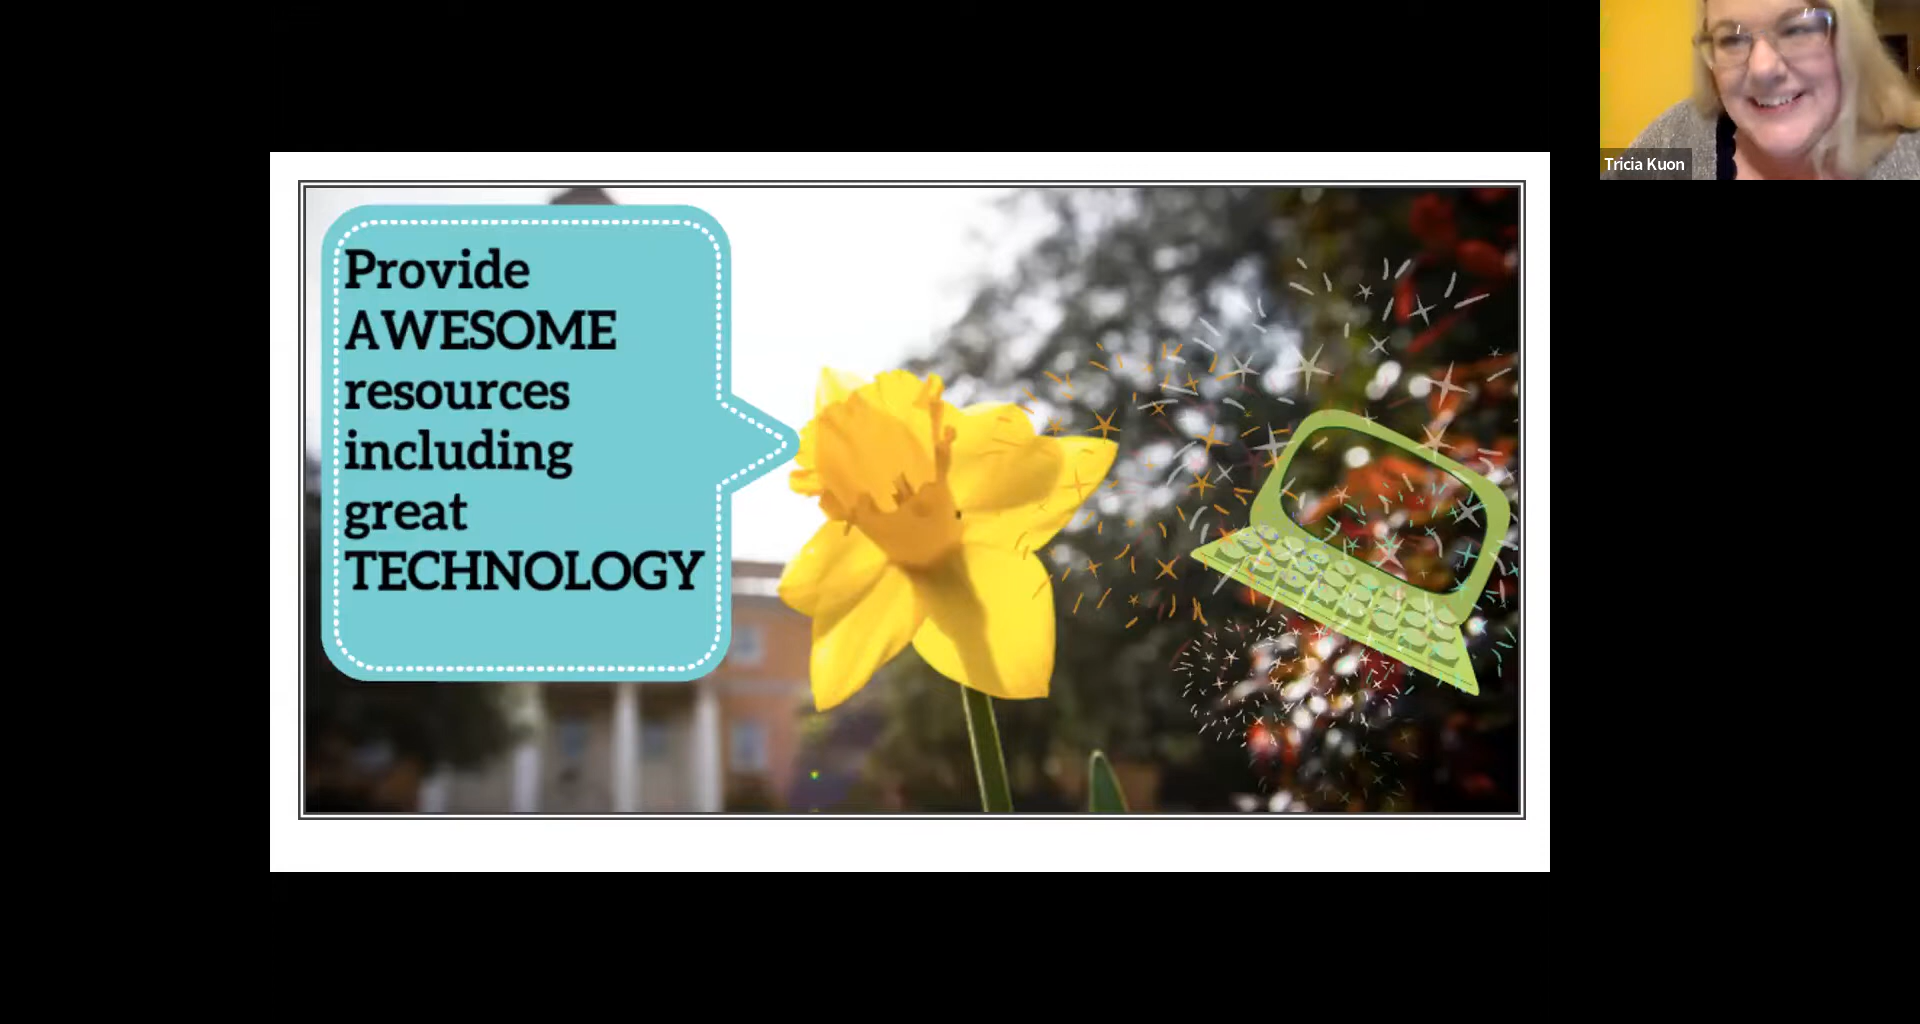 Provide
AWESOME
resources
including
great
TECHNOLOGY
Tricia Kuon